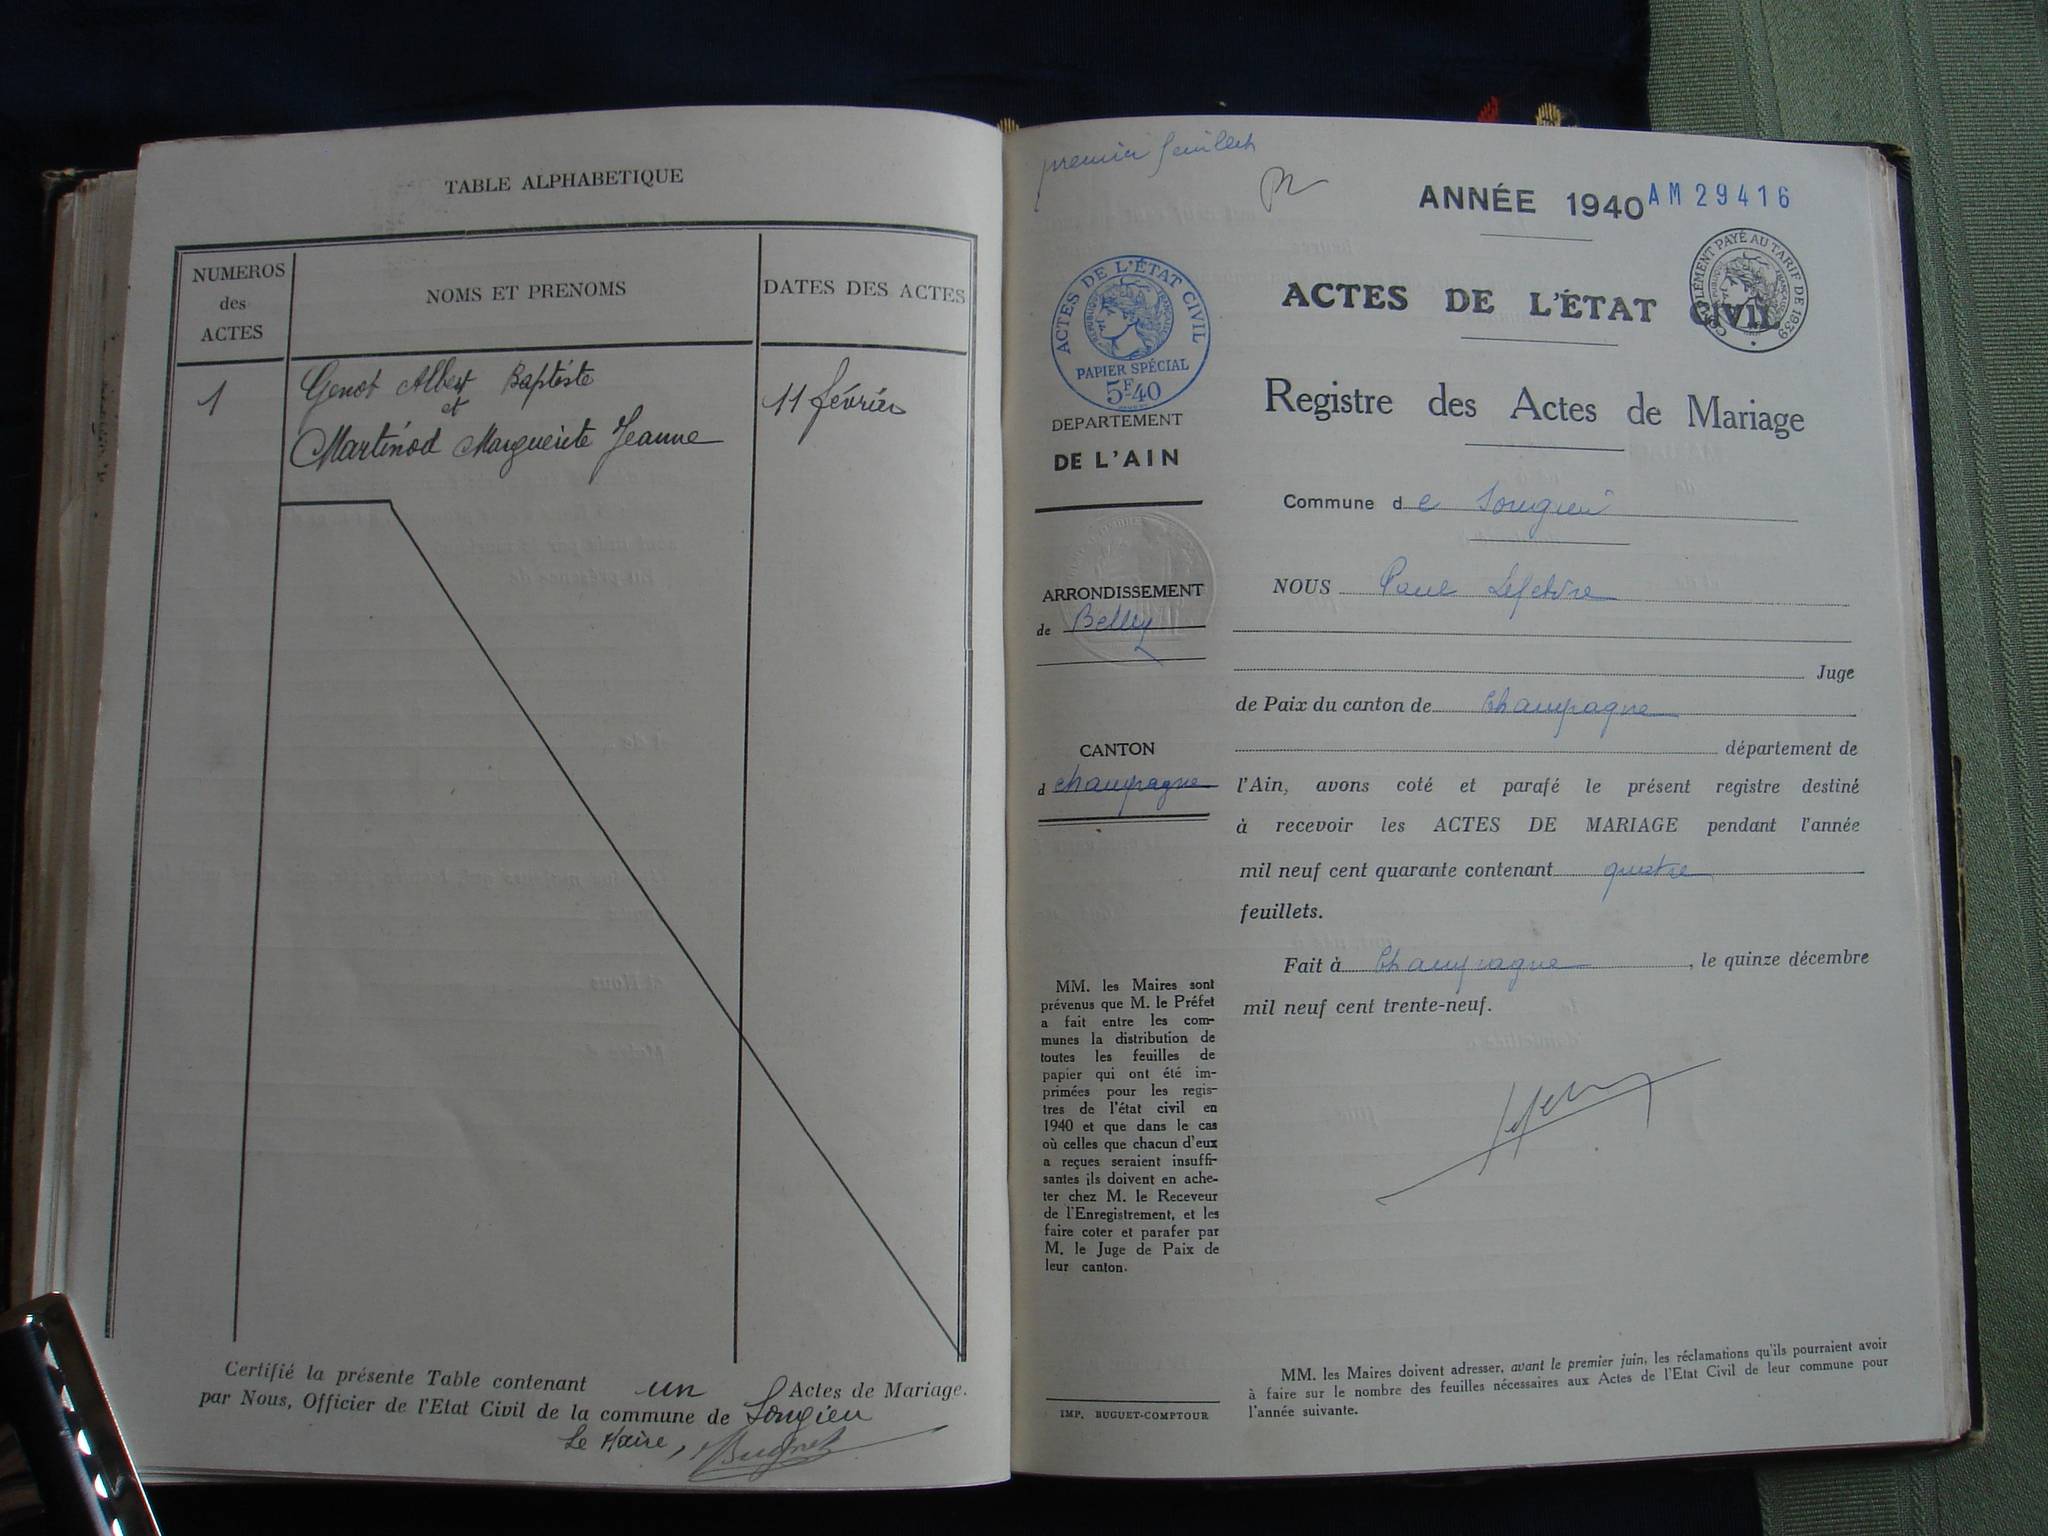 TABLE ALPHABETIQUE
NUMEROS
des
ACTES
NOMS ET PRENOMS
DATES DES ACTES
1
Genot Albert Baptiste
et
Martinod Marguerite Jeanne
11 février
Certifié la présente Table contenant un Actes de Mariage.
par Nous, Officier de l'Etat Civil de la commune de Songieu
Le Maire,
premier feuillet
ANNÉE 1940
AM 29416
ACTES DE L'ÉTAT CIVIL
RÉPUBLIQUE FRANÇAISE
PAPIER SPÉCIAL
5F40
COMPLÉMENT PAYÉ AU TARIF DE 1939
ACTES DE L'ÉTAT CIVIL
Registre des Actes de Mariage
DEPARTEMENT
DE L'AIN
ARRONDISSEMENT
de Belley
CANTON
d champagne
MM. les Maires sont
prévenus que M. le Préfet
a fait entre les com-
munes la distribution de
toutes les feuilles de
papier qui ont été im-
primées pour les regis-
tres de l'état civil en
1940 et que dans le cas
où celles que chacun d'eux
a reçues seraient insuffi-
santes ils doivent en ache-
ter chez M. le Receveur
de l'Enregistrement, et les
faire coter et parafer par
M. le Juge de Paix de
leur canton.
IMP. BUGUET-COMPTOUR
Commune de Songieu
NOUS Paul Lefebvre
Juge
de Paix du canton de Champagne
département de
l'Ain, avons coté et parafé le présent registre destiné
à recevoir les ACTES DE MARIAGE pendant l'année
mil neuf cent quarante contenant quatre
feuillets.
Fait à Champagne, le quinze décembre
mil neuf cent trente-neuf.
MM. les Maires doivent adresser, avant le premier juin, les réclamations qu'ils pourraient avoir
à faire sur le nombre des feuilles nécessaires aux Actes de l'Etat Civil de leur commune pour
l'année suivante.